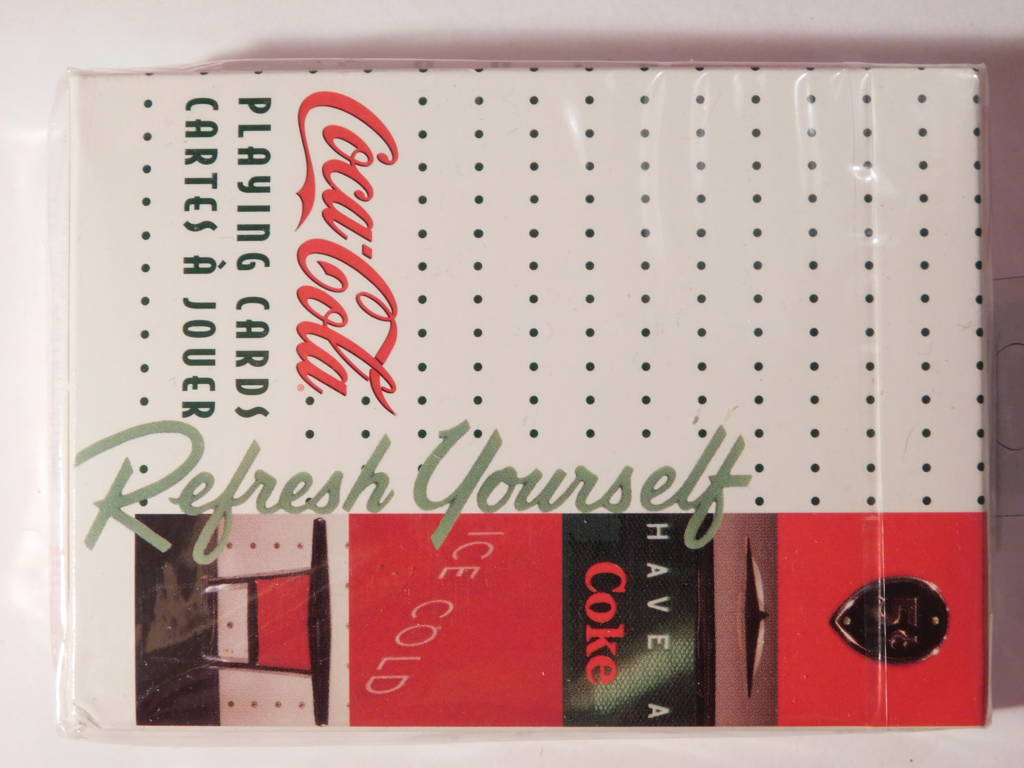 5¢
HAVE A
Coke
ICE COLD
Refresh Yourself
Coca-Cola®
PLAYING CARDS
CARTES À JOUER